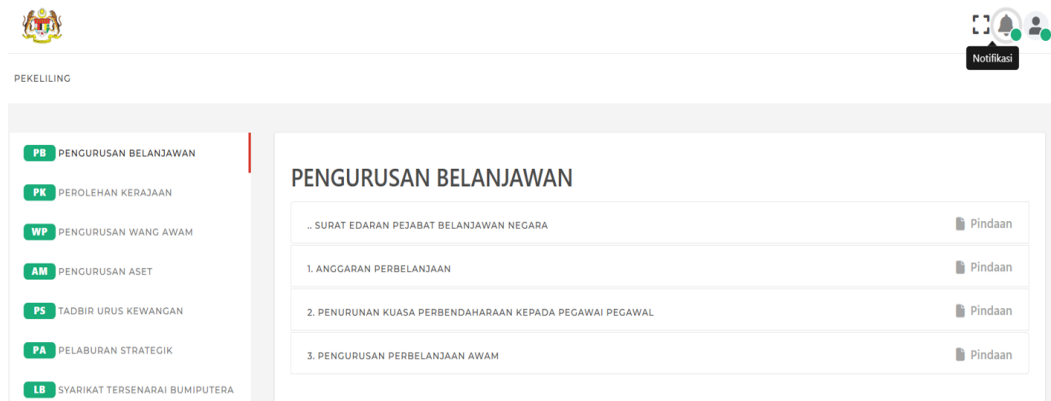 Notifikasi
PEKELILING
PB PENGURUSAN BELANJAWAN
PK PEROLEHAN KERAJAAN
WP PENGURUSAN WANG AWAM
AM PENGURUSAN ASET
PS TADBIR URUS KEWANGAN
PA PELABURAN STRATEGIK
LB SYARIKAT TERSENARAI BUMIPUTERA
PENGURUSAN BELANJAWAN
.. SURAT EDARAN PEJABAT BELANJAWAN NEGARA Pindaan
1. ANGGARAN PERBELANJAAN Pindaan
2. PENURUNAN KUASA PERBENDAHARAAN KEPADA PEGAWAI PEGAWAL Pindaan
3. PENGURUSAN PERBELANJAAN AWAM Pindaan